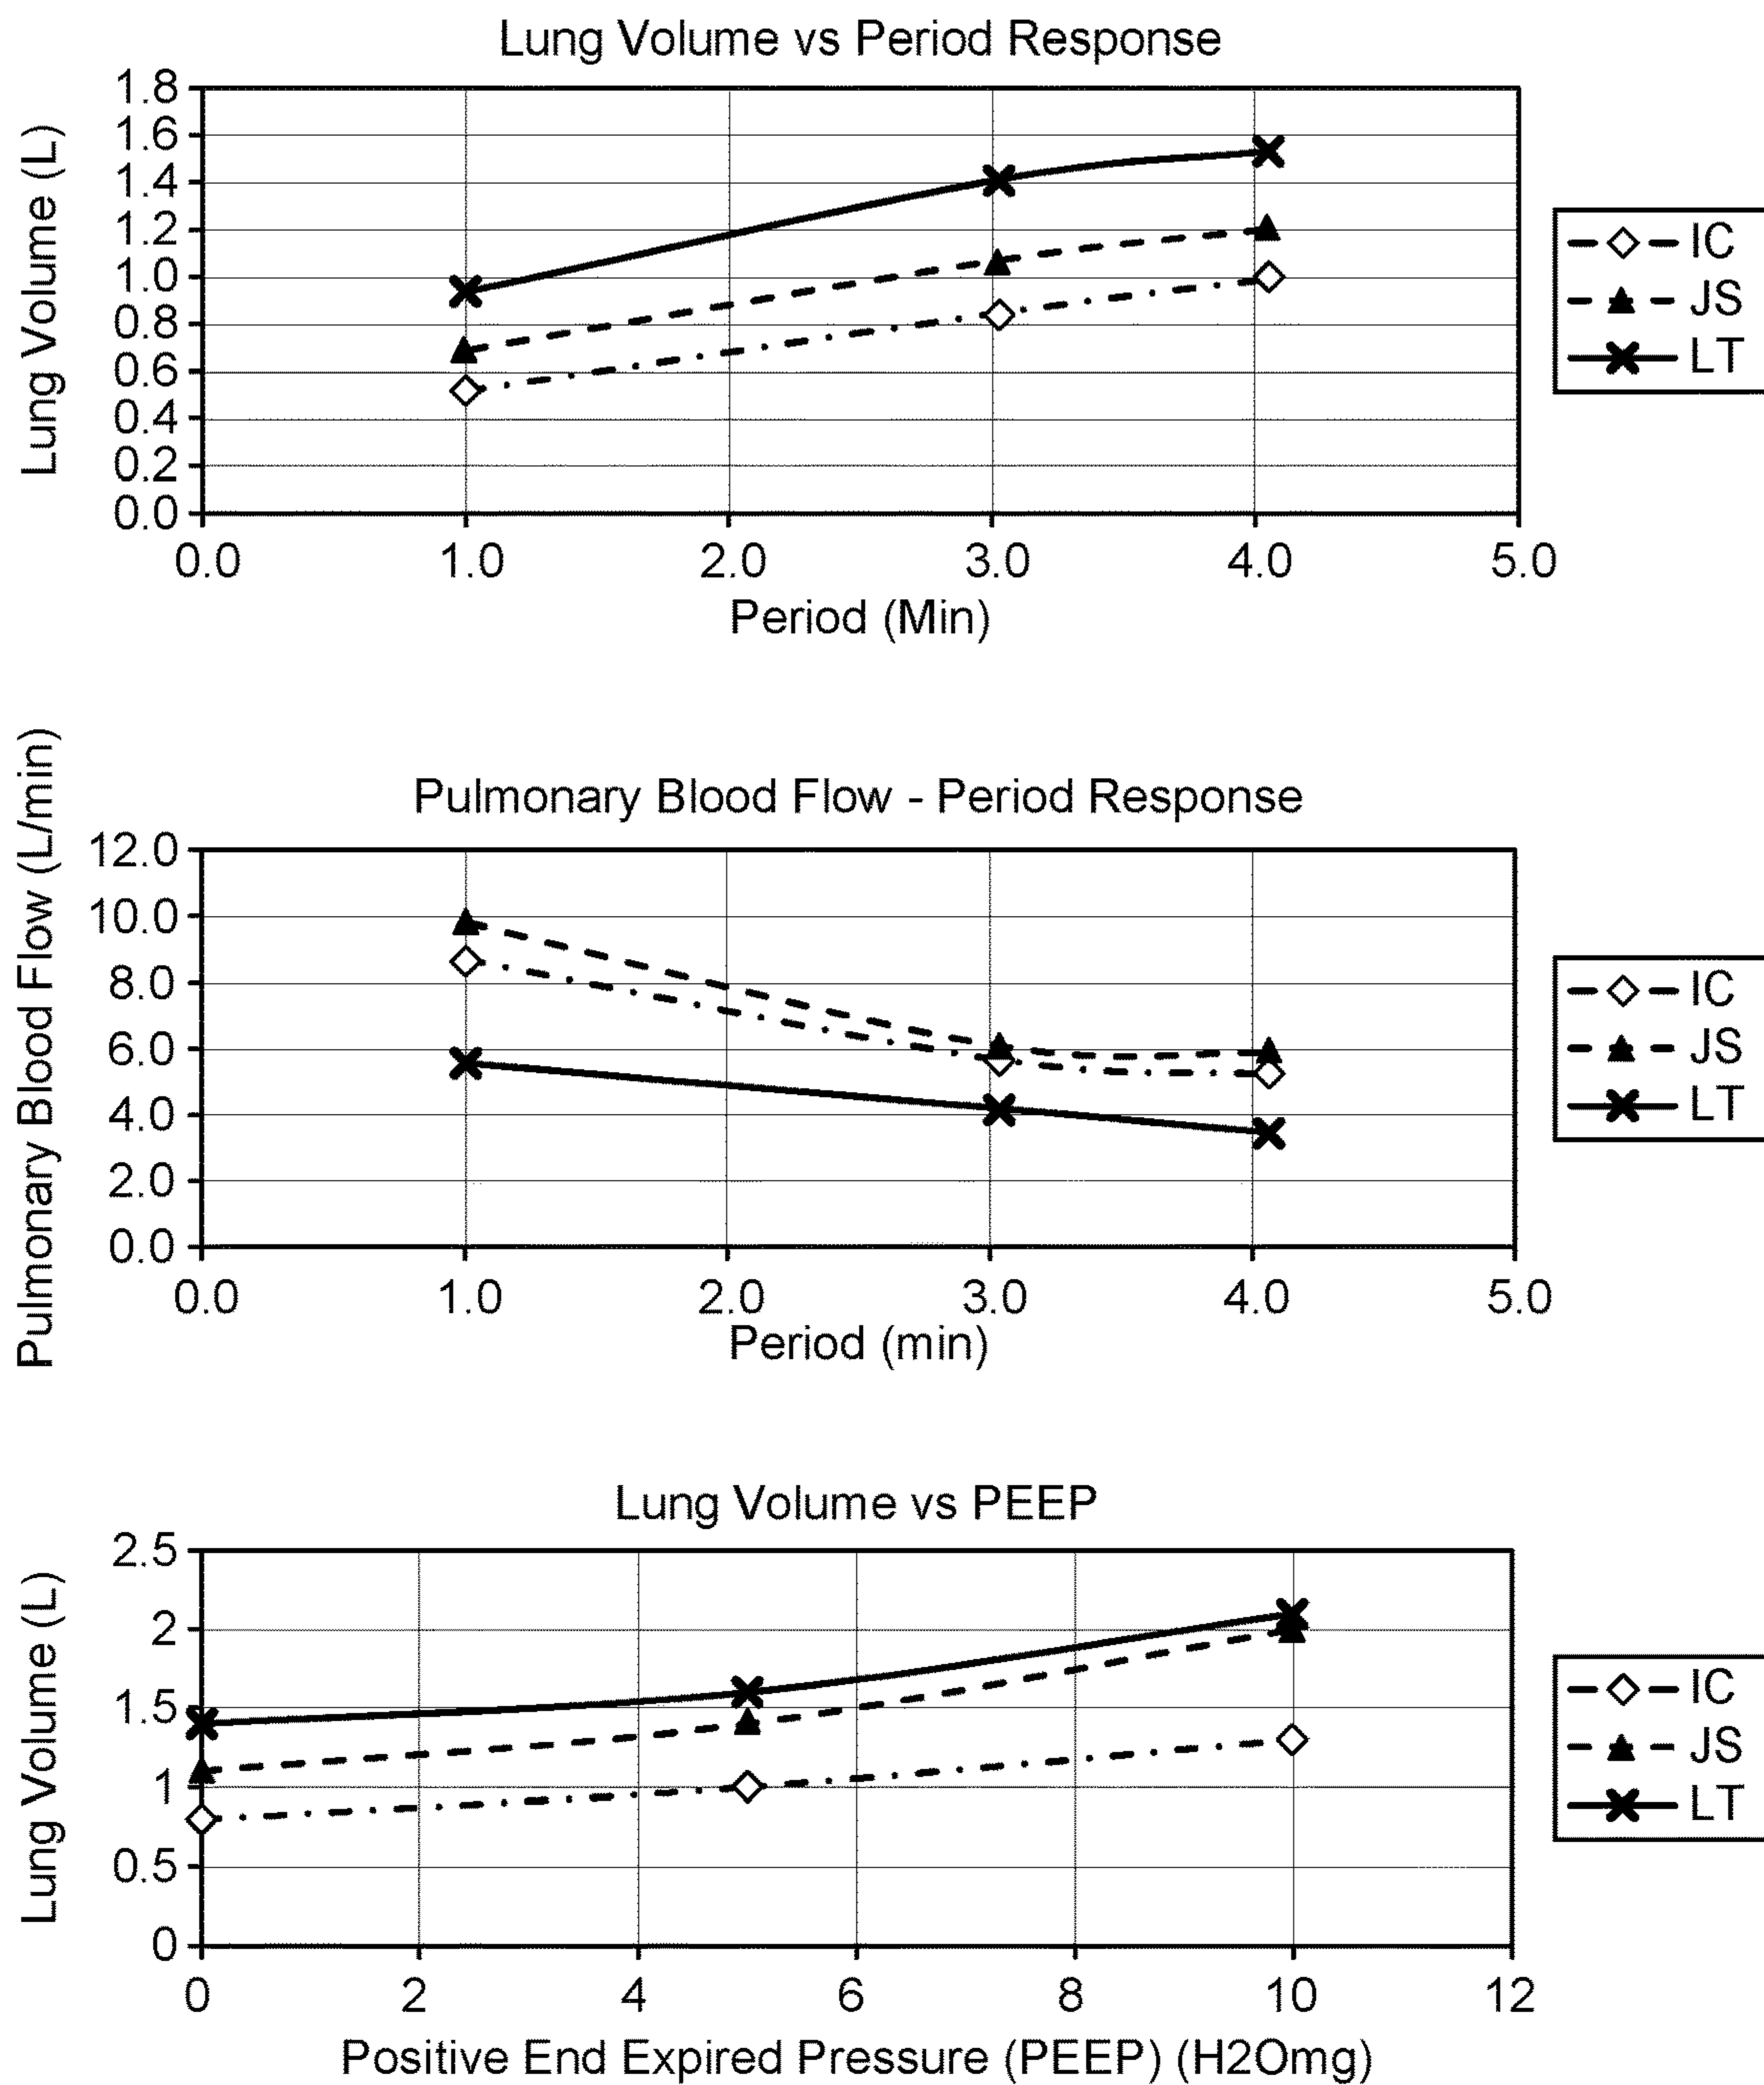 Lung Volume vs Period Response
Lung Volume (L)
1.8
1.6
1.4
1.2
1.0
0.8
0.6
0.4
0.2
0.0
0.0 1.0 2.0 3.0 4.0 5.0
Period (Min)
IC
JS
LT
Pulmonary Blood Flow - Period Response
Pulmonary Blood Flow (L/min)
12.0
10.0
8.0
6.0
4.0
2.0
0.0
0.0 1.0 2.0 3.0 4.0 5.0
Period (min)
IC
JS
LT
Lung Volume vs PEEP
Lung Volume (L)
2.5
2
1.5
1
0.5
0
0 2 4 6 8 10 12
Positive End Expired Pressure (PEEP) (H2Omg)
IC
JS
LT